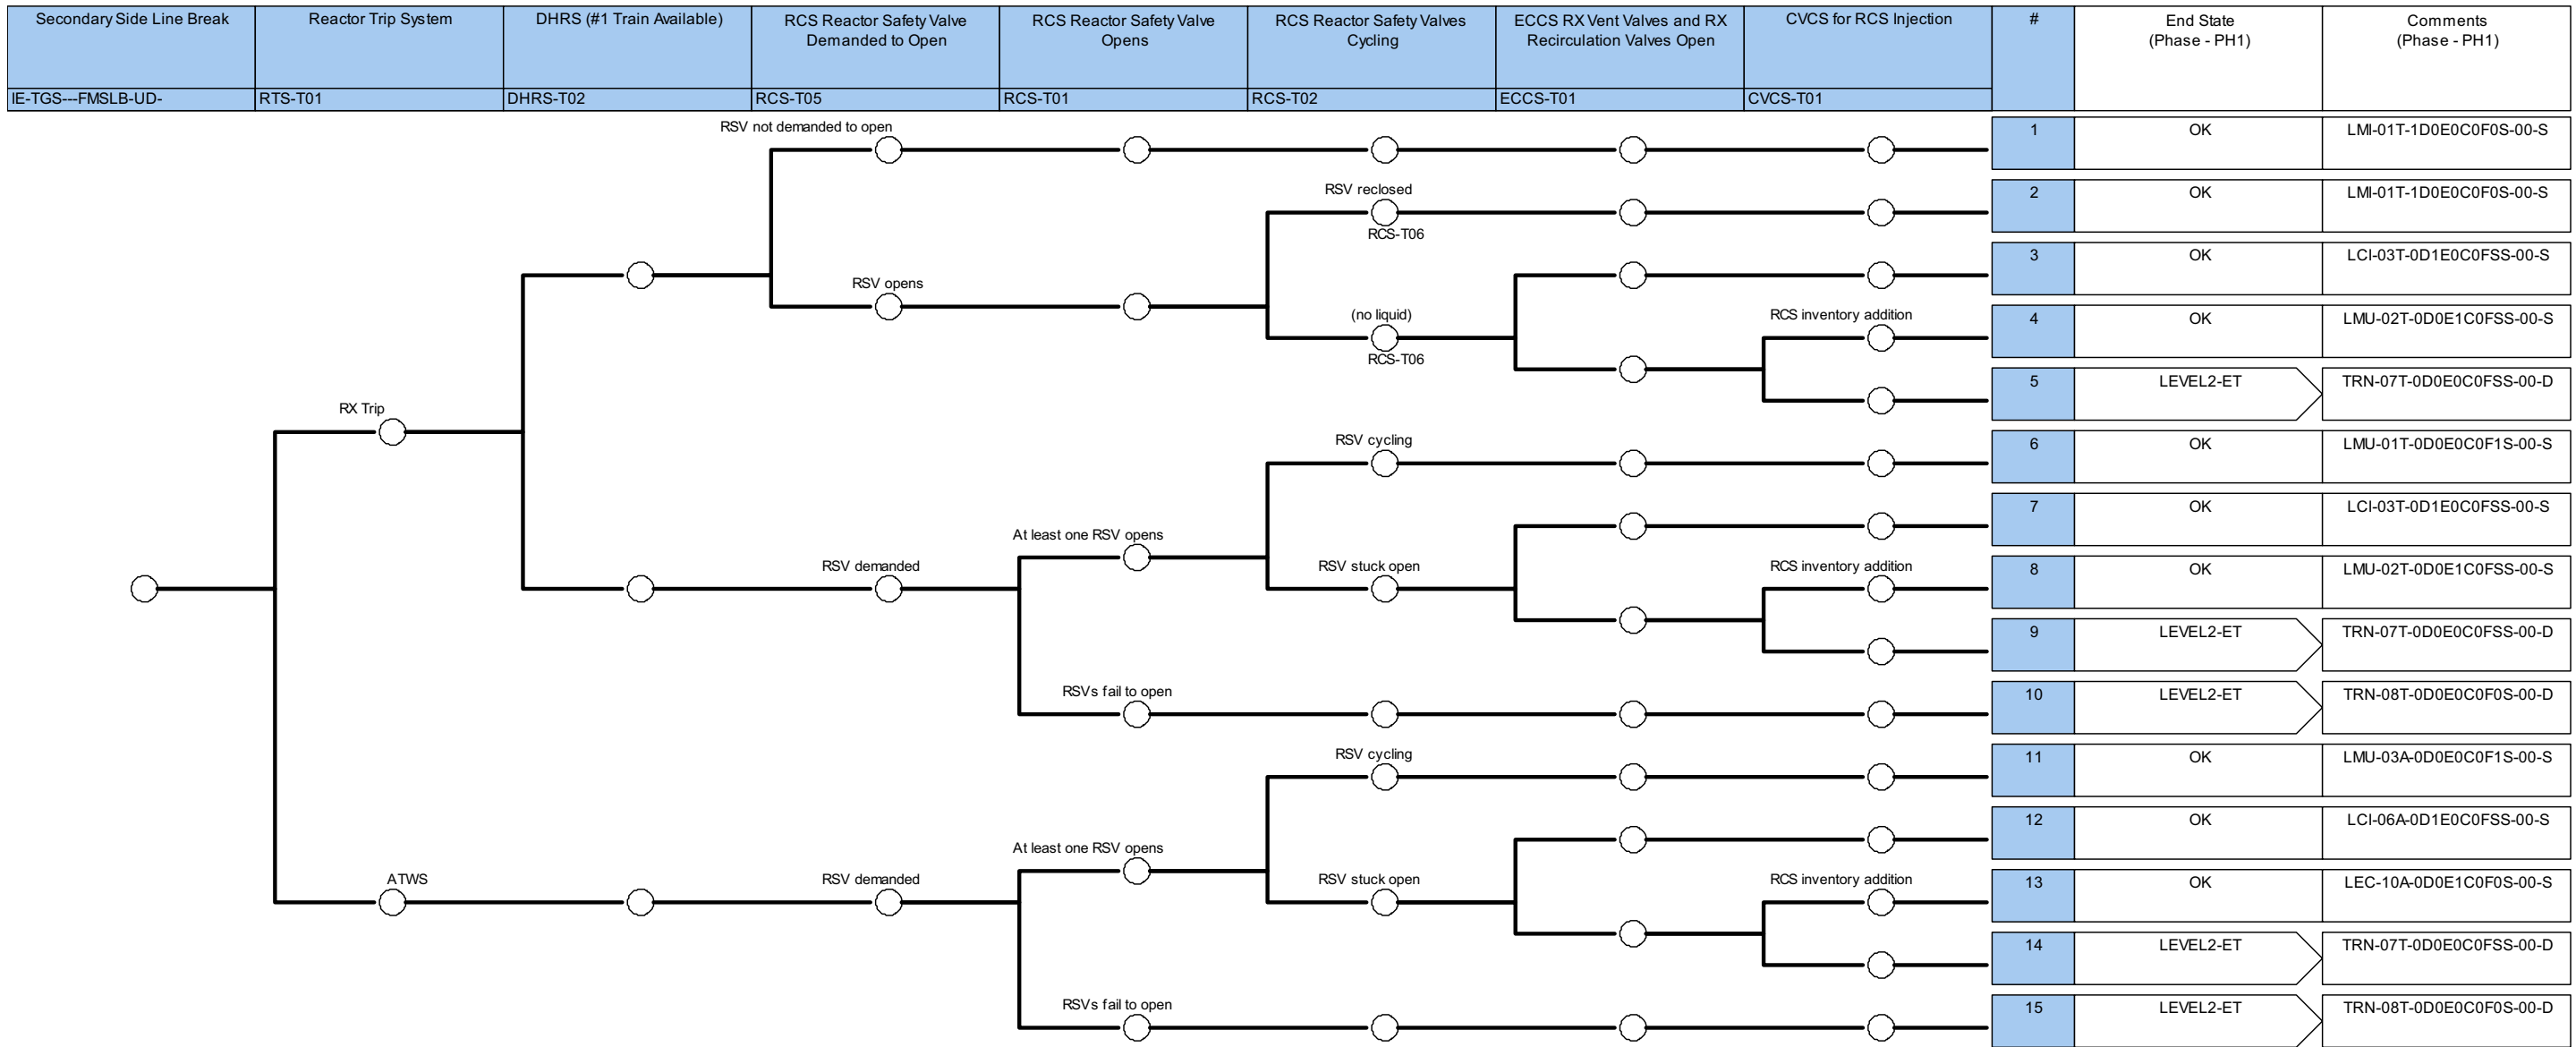 Secondary Side Line Break
Reactor Trip System
DHRS (#1 Train Available)
RCS Reactor Safety Valve
Demanded to Open
RCS Reactor Safety Valve
Opens
RCS Reactor Safety Valves
Cycling
ECCS RX Vent Valves and RX
Recirculation Valves Open
CVCS for RCS Injection
#
End State
(Phase - PH1)
Comments
(Phase - PH1)
IE-TGS---FMSLB-UD-
RTS-T01
DHRS-T02
RCS-T05
RCS-T01
RCS-T02
ECCS-T01
CVCS-T01
RSV not demanded to open
1
OK
LMI-01T-1D0E0C0F0S-00-S
RSV reclosed
RCS-T06
2
OK
LMI-01T-1D0E0C0F0S-00-S
3
OK
LCI-03T-0D1E0C0FSS-00-S
RSV opens
(no liquid)
RCS-T06
RCS inventory addition
4
OK
LMU-02T-0D0E1C0FSS-00-S
5
LEVEL2-ET
TRN-07T-0D0E0C0FSS-00-D
RX Trip
RSV cycling
6
OK
LMU-01T-0D0E0C0F1S-00-S
7
OK
LCI-03T-0D1E0C0FSS-00-S
At least one RSV opens
RSV demanded
RSV stuck open
RCS inventory addition
8
OK
LMU-02T-0D0E1C0FSS-00-S
9
LEVEL2-ET
TRN-07T-0D0E0C0FSS-00-D
RSVs fail to open
10
LEVEL2-ET
TRN-08T-0D0E0C0F0S-00-D
RSV cycling
11
OK
LMU-03A-0D0E0C0F1S-00-S
12
OK
LCI-06A-0D1E0C0FSS-00-S
At least one RSV opens
ATWS
RSV demanded
RSV stuck open
RCS inventory addition
13
OK
LEC-10A-0D0E1C0F0S-00-S
14
LEVEL2-ET
TRN-07T-0D0E0C0FSS-00-D
RSVs fail to open
15
LEVEL2-ET
TRN-08T-0D0E0C0F0S-00-D